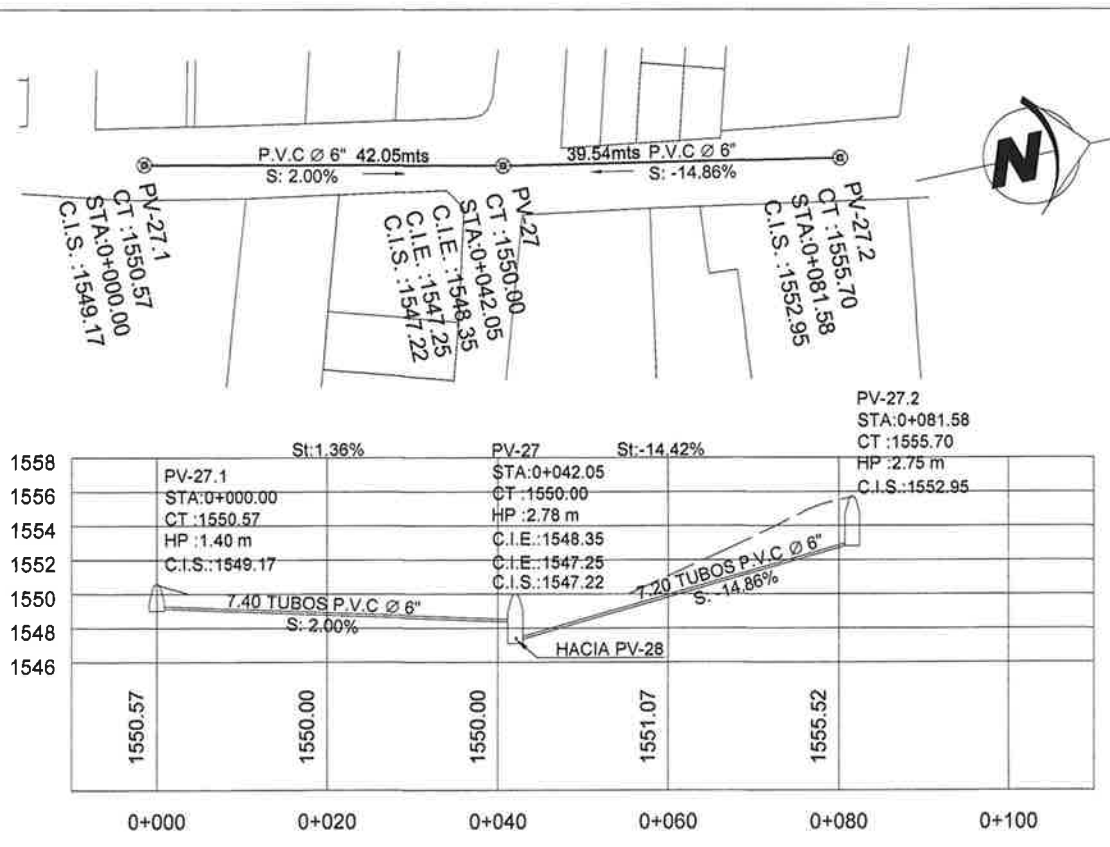 P.V.C Ø 6" 42.05mts
S: 2.00%
39.54mts P.V.C Ø 6"
S: -14.86%
N
PV-27.1
CT :1550.57
STA:0+000.00
C.I.S. :1549.17
PV-27
CT :1550.00
STA:0+042.05
C.I.E. :1548.35
C.I.E. :1547.25
C.I.S. :1547.22
PV-27.2
CT :1555.70
STA:0+081.58
C.I.S. :1552.95
St:1.36%
St:-14.42%
PV-27.1
STA:0+000.00
CT :1550.57
HP :1.40 m
C.I.S.:1549.17
PV-27
STA:0+042.05
CT :1550.00
HP :2.78 m
C.I.E.:1548.35
C.I.E.:1547.25
C.I.S.:1547.22
PV-27.2
STA:0+081.58
CT :1555.70
HP :2.75 m
C.I.S.:1552.95
1558
1556
1554
1552
1550
1548
1546
7.40 TUBOS P.V.C Ø 6"
S: 2.00%
7.20 TUBOS P.V.C Ø 6"
S: -14.86%
HACIA PV-28
1550.57
1550.00
1550.00
1551.07
1555.52
0+000
0+020
0+040
0+060
0+080
0+100